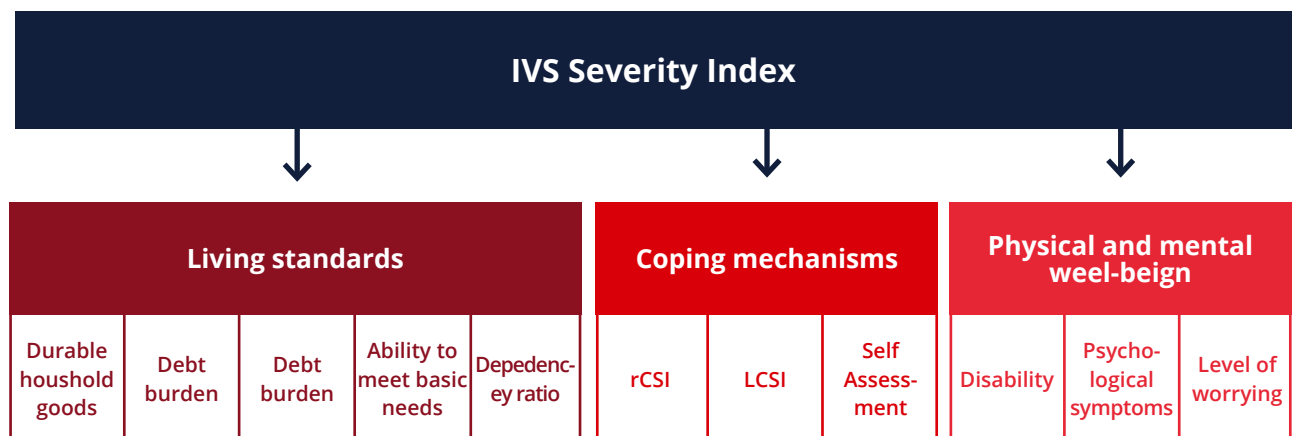 IVS Severity Index
Living standards
Coping mechanisms
Physical and mental
weel-beign
Durable
houshold
goods
Debt
burden
Debt
burden
Ability to
meet basic
needs
Depedenc-
ey ratio
rCSI
LCSI
Self
Assess-
ment
Disability
Psycho-
logical
symptoms
Level of
worrying